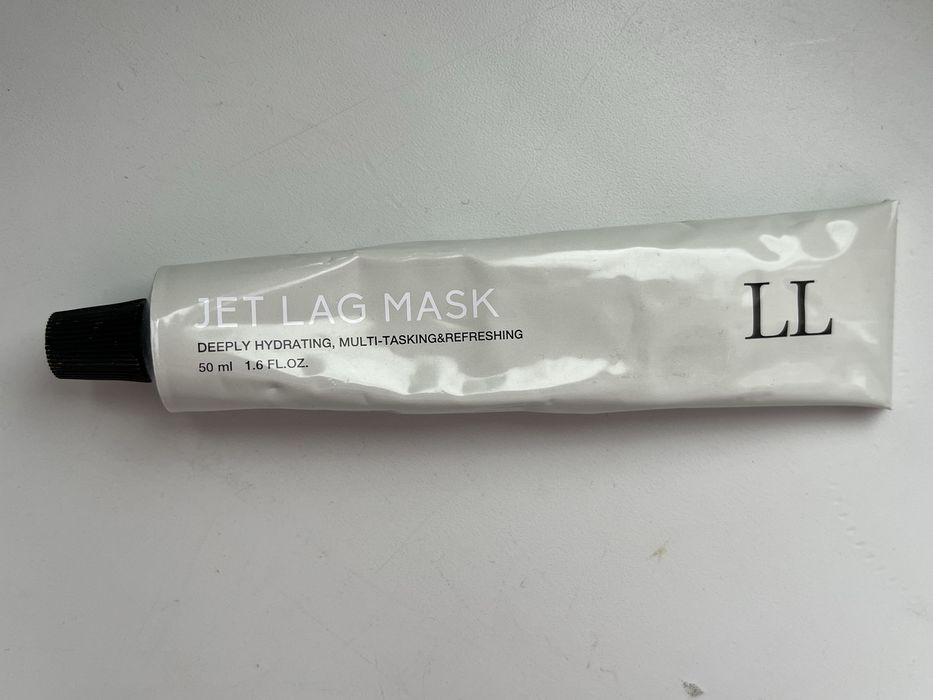 JET LAG MASK
DEEPLY HYDRATING, MULTI-TASKING&REFRESHING
50 ml 1.6 FL.OZ.
LL